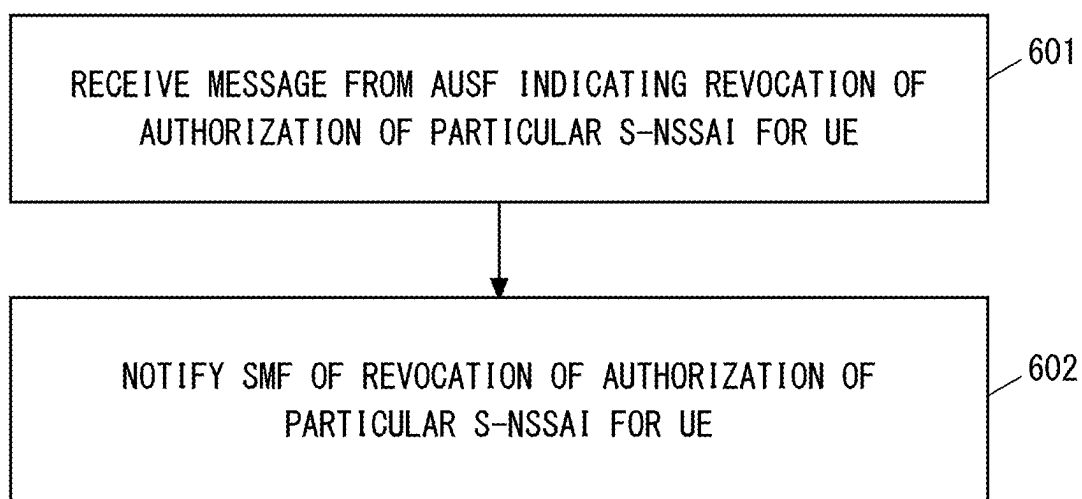 RECEIVE MESSAGE FROM AUSF INDICATING REVOCATION OF
AUTHORIZATION OF PARTICULAR S-NSSAI FOR UE
601
NOTIFY SMF OF REVOCATION OF AUTHORIZATION OF
PARTICULAR S-NSSAI FOR UE
602